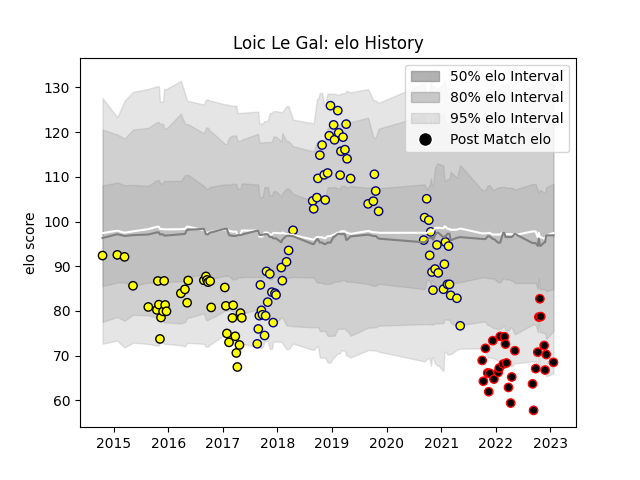 Loic Le Gal: elo History
50% elo Interval
80% elo Interval
95% elo Interval
Post Match elo
elo score
130
120
110
100
90
80
70
60
2015 2016 2017 2018 2019 2020 2021 2022 2023